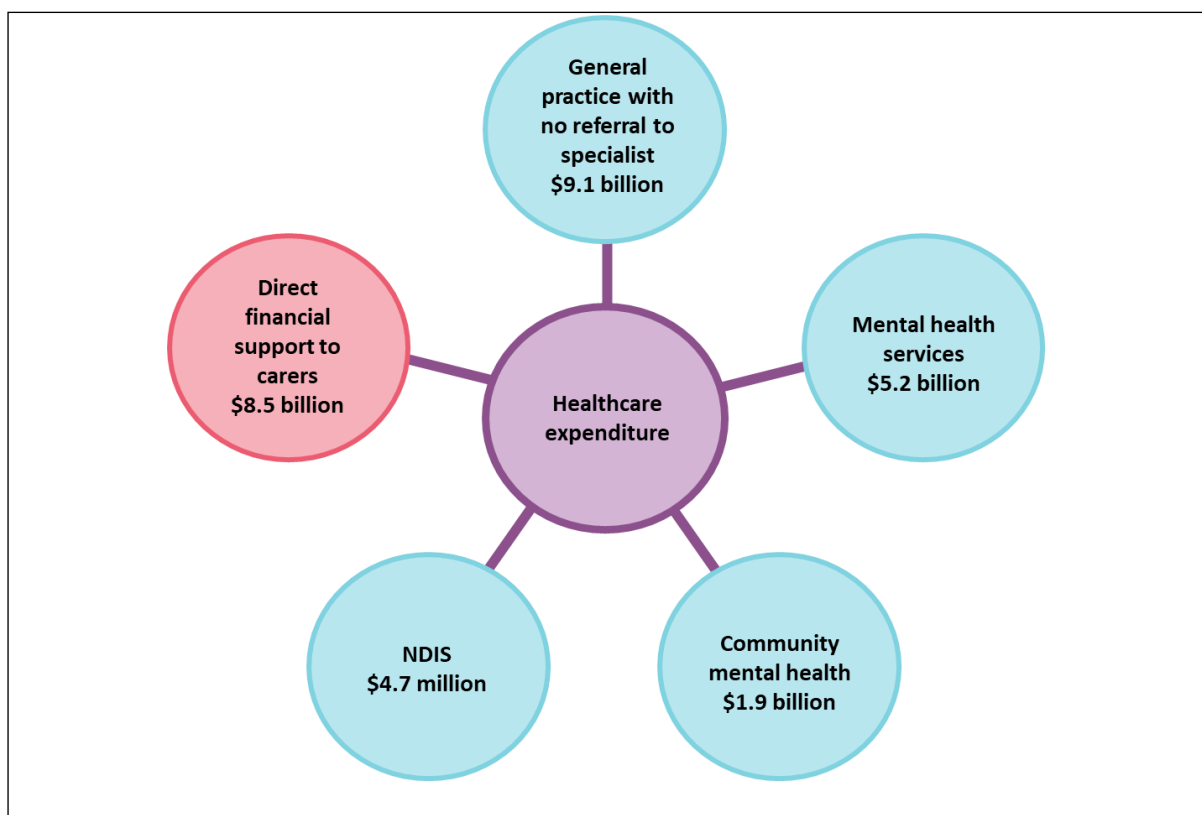 General
practice with
no referral to
specialist
$9.1 billion
Direct
financial
support to
carers
$8.5 billion
Mental health
services
$5.2 billion
Healthcare
expenditure
NDIS
$4.7 million
Community
mental health
$1.9 billion